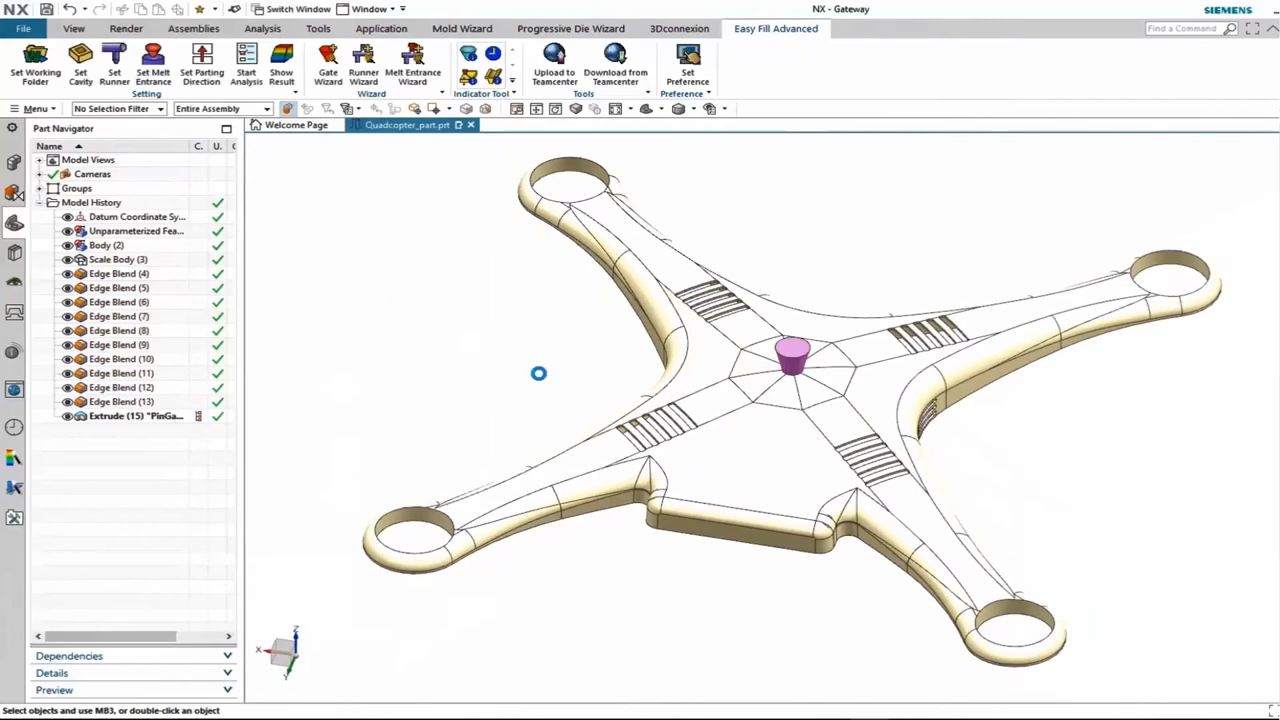 NX
Switch Window
Window
NX - Gateway
SIEMENS
File
View
Render
Assemblies
Analysis
Tools
Application
Mold Wizard
Progressive Die Wizard
3Dconnexion
Easy Fill Advanced
Find a Command
Set Working Folder
Set Cavity
Set Runner
Set Melt Entrance
Set Parting Direction
Start Analysis
Show Result
Gate Wizard
Runner Wizard
Melt Entrance Wizard
Upload to Teamcenter
Download from Teamcenter
Set Preference
Setting
Wizard
Indicator Tool
Tools
Preference
Menu
No Selection Filter
Entire Assembly
Part Navigator
Welcome Page
Quadcopter_part.prt
Name
C.
U.
Model Views
Cameras
Groups
Model History
Datum Coordinate Sy...
Unparameterized Fea...
Body (2)
Scale Body (3)
Edge Blend (4)
Edge Blend (5)
Edge Blend (6)
Edge Blend (7)
Edge Blend (8)
Edge Blend (9)
Edge Blend (10)
Edge Blend (11)
Edge Blend (12)
Edge Blend (13)
Extrude (15) "PinGa...
Z
X
Y
Dependencies
Details
Preview
Select objects and use MB3, or double-click an object